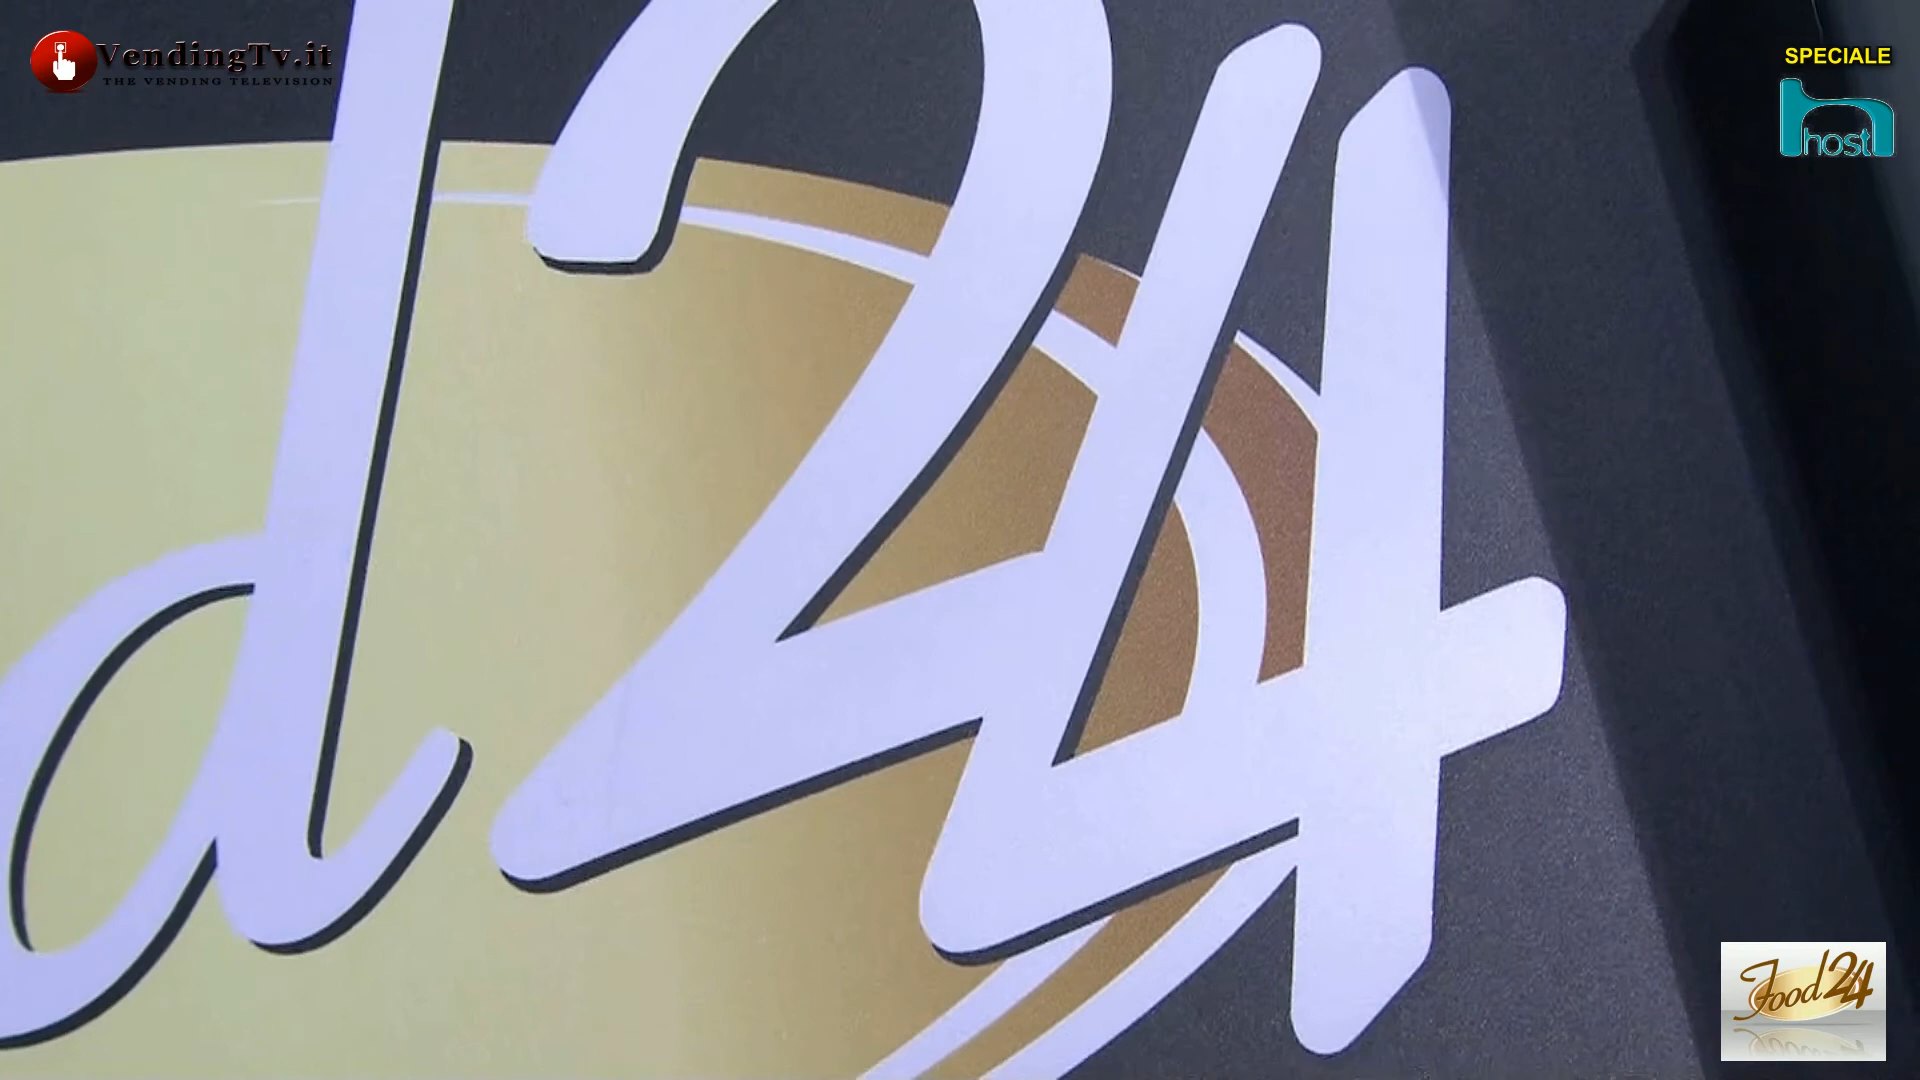 VendingTv.it
THE VENDING TELEVISION
SPECIALE
host
d24
Food24